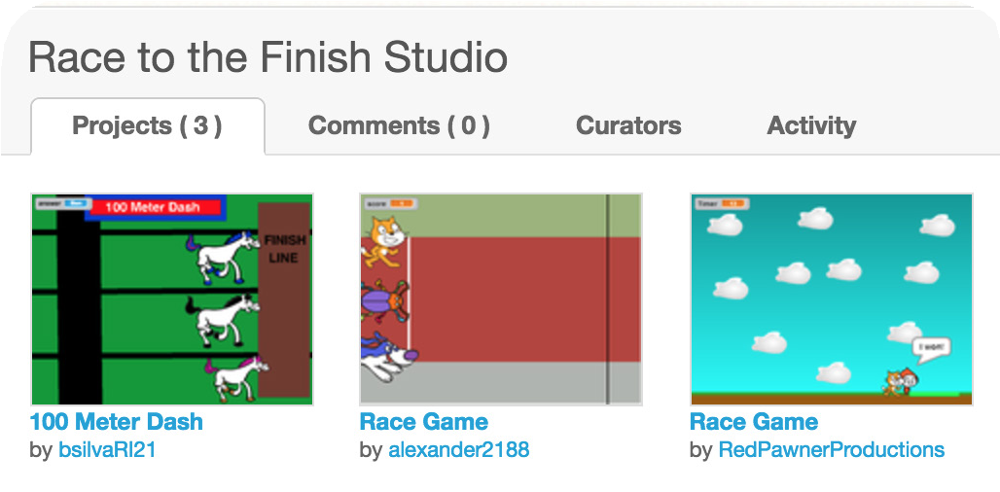 Race to the Finish Studio
Projects ( 3 )
Comments ( 0 )
Curators
Activity
100 Meter Dash
FINISH
LINE
score
Timer
I won!
100 Meter Dash
Race Game
Race Game
by bsilvaRI21
by alexander2188
by RedPawnerProductions